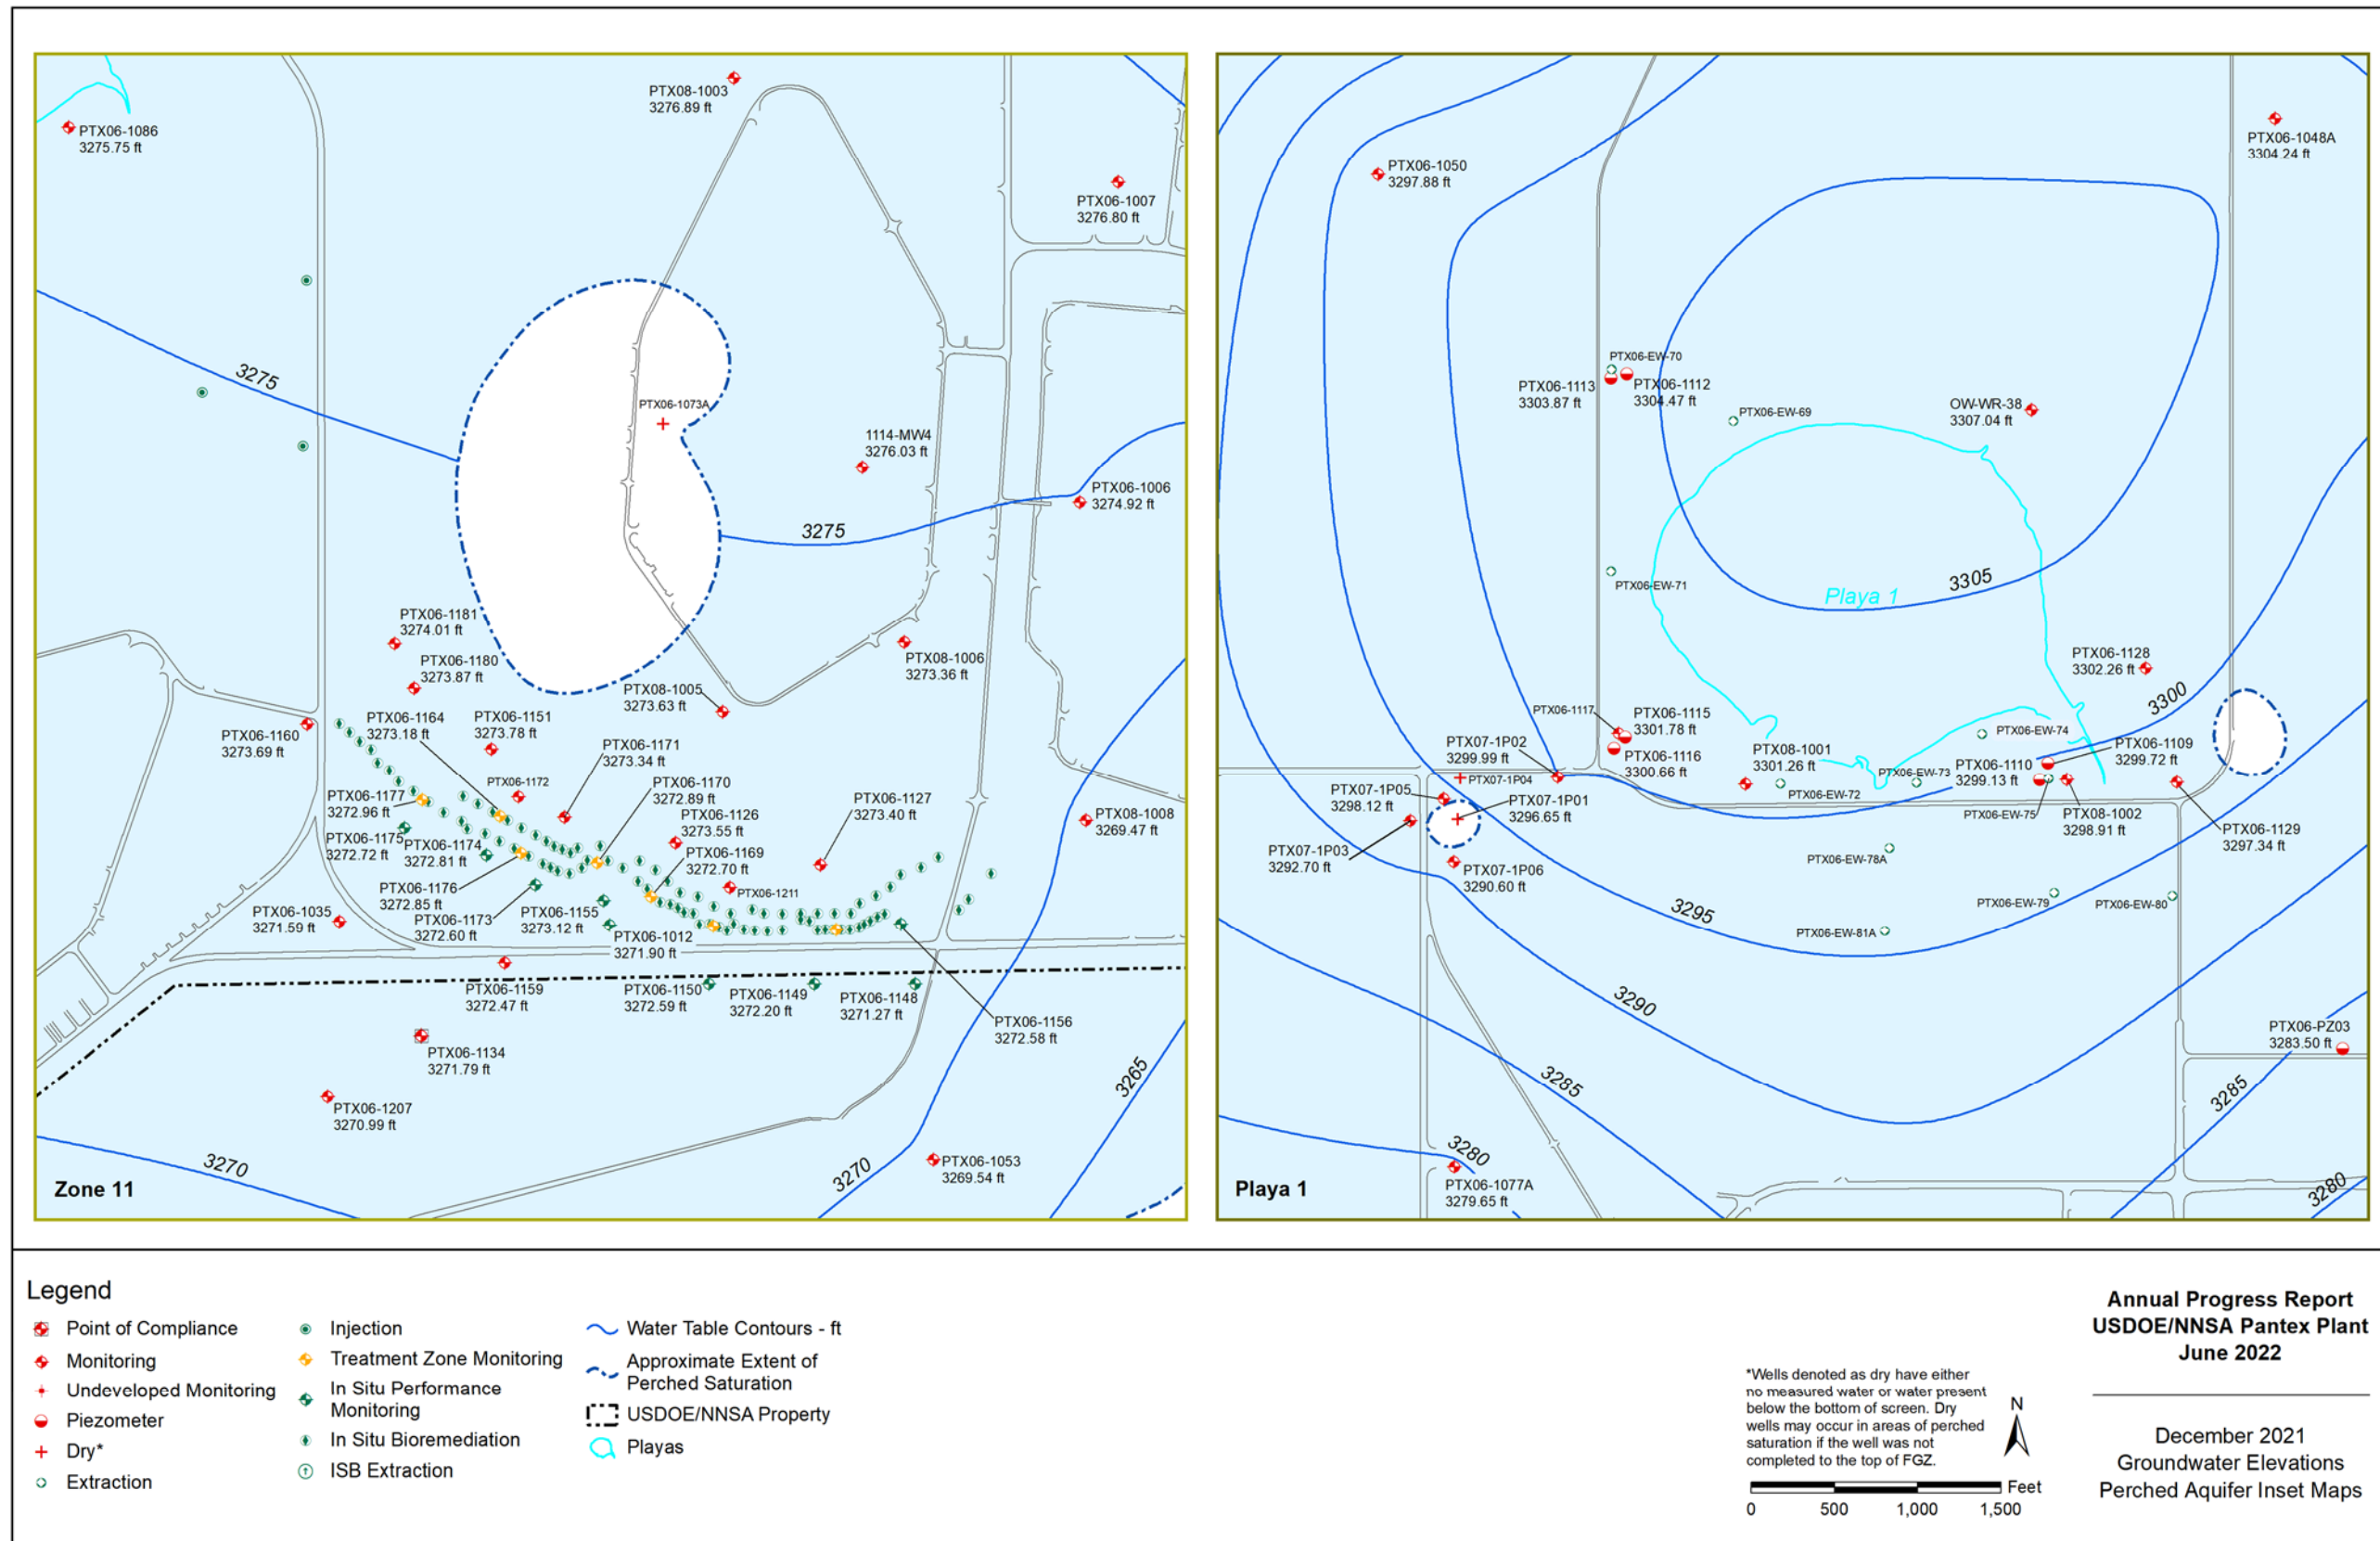 PTX08-1003
3276.89 ft
PTX06-1086
3275.75 ft
PTX06-1007
3276.80 ft
3275
PTX06-1073A
1114-MW4
3276.03 ft
PTX06-1006
3274.92 ft
3275
PTX06-1181
3274.01 ft
PTX06-1180
3273.87 ft
PTX08-1006
3273.36 ft
PTX08-1005
3273.63 ft
PTX06-1164
3273.18 ft
PTX06-1151
3273.78 ft
PTX06-1160
3273.69 ft
PTX06-1171
3273.34 ft
PTX06-1172
PTX06-1170
3272.89 ft
PTX06-1177
3272.96 ft
PTX06-1126
3273.55 ft
PTX06-1127
3273.40 ft
PTX08-1008
3269.47 ft
PTX06-1175
3272.72 ft
PTX06-1174
3272.81 ft
PTX06-1169
3272.70 ft
PTX06-1211
PTX06-1176
3272.85 ft
PTX06-1035
3271.59 ft
PTX06-1173
3272.60 ft
PTX06-1155
3273.12 ft
PTX06-1012
3271.90 ft
PTX06-1159
3272.47 ft
PTX06-1150
3272.59 ft
PTX06-1149
3272.20 ft
PTX06-1148
3271.27 ft
PTX06-1156
3272.58 ft
PTX06-1134
3271.79 ft
3265
PTX06-1207
3270.99 ft
3270
3270
PTX06-1053
3269.54 ft
Zone 11
PTX06-1048A
3304.24 ft
PTX06-1050
3297.88 ft
PTX06-EW-70
PTX06-1113
3303.87 ft
PTX06-1112
3304.47 ft
PTX06-EW-69
OW-WR-38
3307.04 ft
PTX06-EW-71
Playa 1
3305
PTX06-1128
3302.26 ft
3300
PTX06-1117
PTX06-1115
3301.78 ft
PTX06-EW-74
PTX07-1P02
3299.99 ft
PTX06-1116
3300.66 ft
PTX08-1001
3301.26 ft
PTX06-1109
3299.72 ft
PTX06-1110
3299.13 ft
PTX07-1P04
PTX06-EW-73
PTX06-EW-72
PTX07-1P05
3298.12 ft
PTX07-1P01
3296.65 ft
PTX06-EW-75
PTX08-1002
3298.91 ft
PTX06-1129
3297.34 ft
PTX07-1P03
3292.70 ft
PTX07-1P06
3290.60 ft
PTX06-EW-78A
PTX06-EW-79
PTX06-EW-80
3295
PTX06-EW-81A
3290
PTX06-PZ03
3283.50 ft
3285
3285
3280
PTX06-1077A
3279.65 ft
3280
Playa 1
Legend
Point of Compliance
Monitoring
Undeveloped Monitoring
Piezometer
Dry*
Extraction
Injection
Treatment Zone Monitoring
In Situ Performance
Monitoring
In Situ Bioremediation
ISB Extraction
Water Table Contours - ft
Approximate Extent of
Perched Saturation
USDOE/NNSA Property
Playas
*Wells denoted as dry have either
no measured water or water present
below the bottom of screen. Dry
wells may occur in areas of perched
saturation if the well was not
completed to the top of FGZ.
N
Feet
0 500 1,000 1,500
Annual Progress Report
USDOE/NNSA Pantex Plant
June 2022
December 2021
Groundwater Elevations
Perched Aquifer Inset Maps